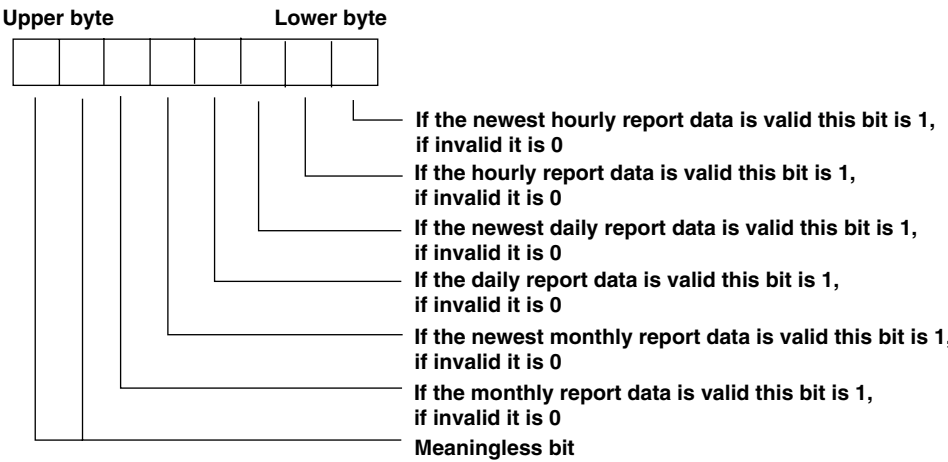 Upper byte Lower byte
If the newest hourly report data is valid this bit is 1,
if invalid it is 0
If the hourly report data is valid this bit is 1,
if invalid it is 0
If the newest daily report data is valid this bit is 1,
if invalid it is 0
If the daily report data is valid this bit is 1,
if invalid it is 0
If the newest monthly report data is valid this bit is 1,
if invalid it is 0
If the monthly report data is valid this bit is 1,
if invalid it is 0
Meaningless bit